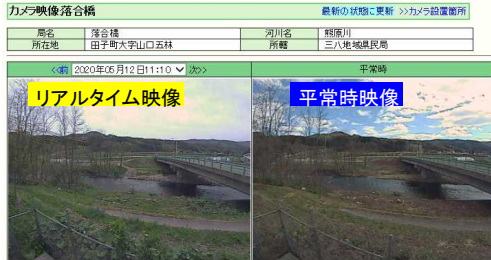 カメラ映像落合橋
最新の状態に更新 >>カメラ設置箇所
局名 落合橋 河川名 熊原川
所在地 田子町大字山口五林 所轄 三八地域県民局
<<前 2020年05月12日11:10 次>>
平常時
リアルタイム映像
平常時映像